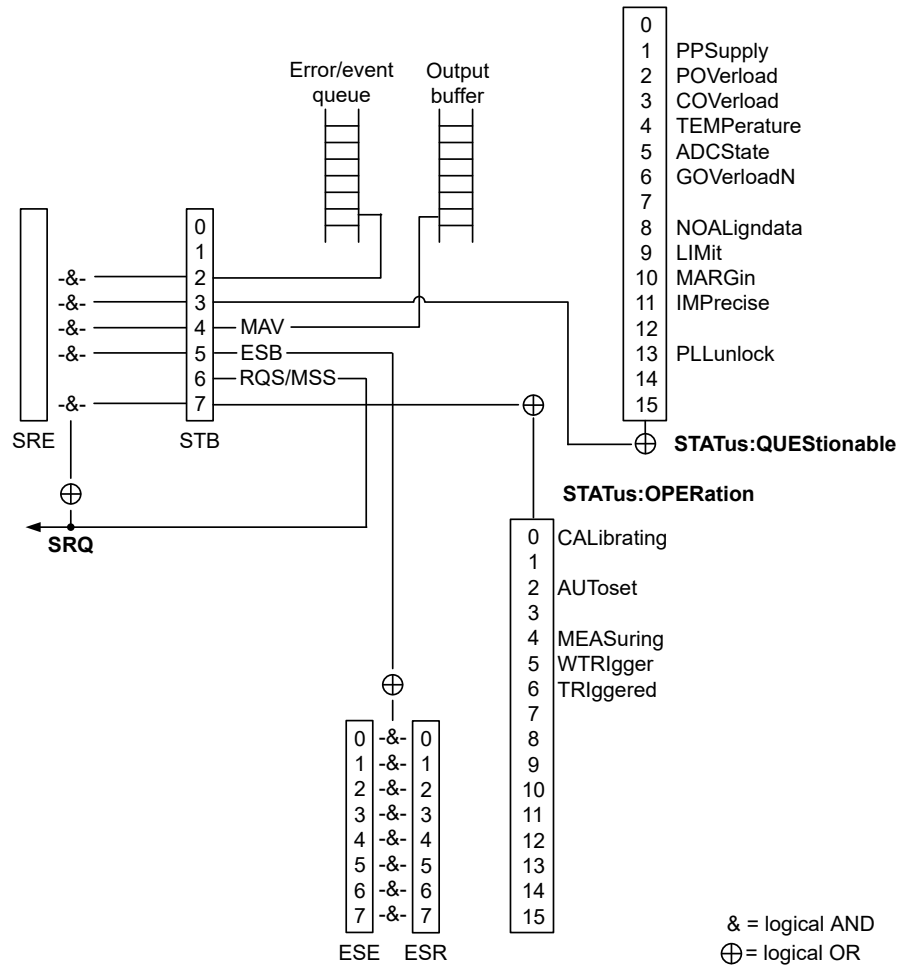 Error/event
queue
Output
buffer
0
1 PPSupply
2 POVerload
3 COVerload
4 TEMPerature
5 ADCState
6 GOVerloadN
7
8 NOALigndata
9 LIMit
10 MARGin
11 IMPrecise
12
13 PLLunlock
14
15
STATus:QUEStionable
0
1
-&- 2
-&- 3
-&- 4 MAV
-&- 5 ESB
6 RQS/MSS
-&- 7
SRE STB
SRQ
STATus:OPERation
0 CALibrating
1
2 AUToset
3
4 MEASuring
5 WTRIgger
6 TRIggered
7
8
9
10
11
12
13
14
15
0 -&- 0
1 -&- 1
2 -&- 2
3 -&- 3
4 -&- 4
5 -&- 5
6 -&- 6
7 -&- 7
ESE ESR
& = logical AND
⊕ = logical OR